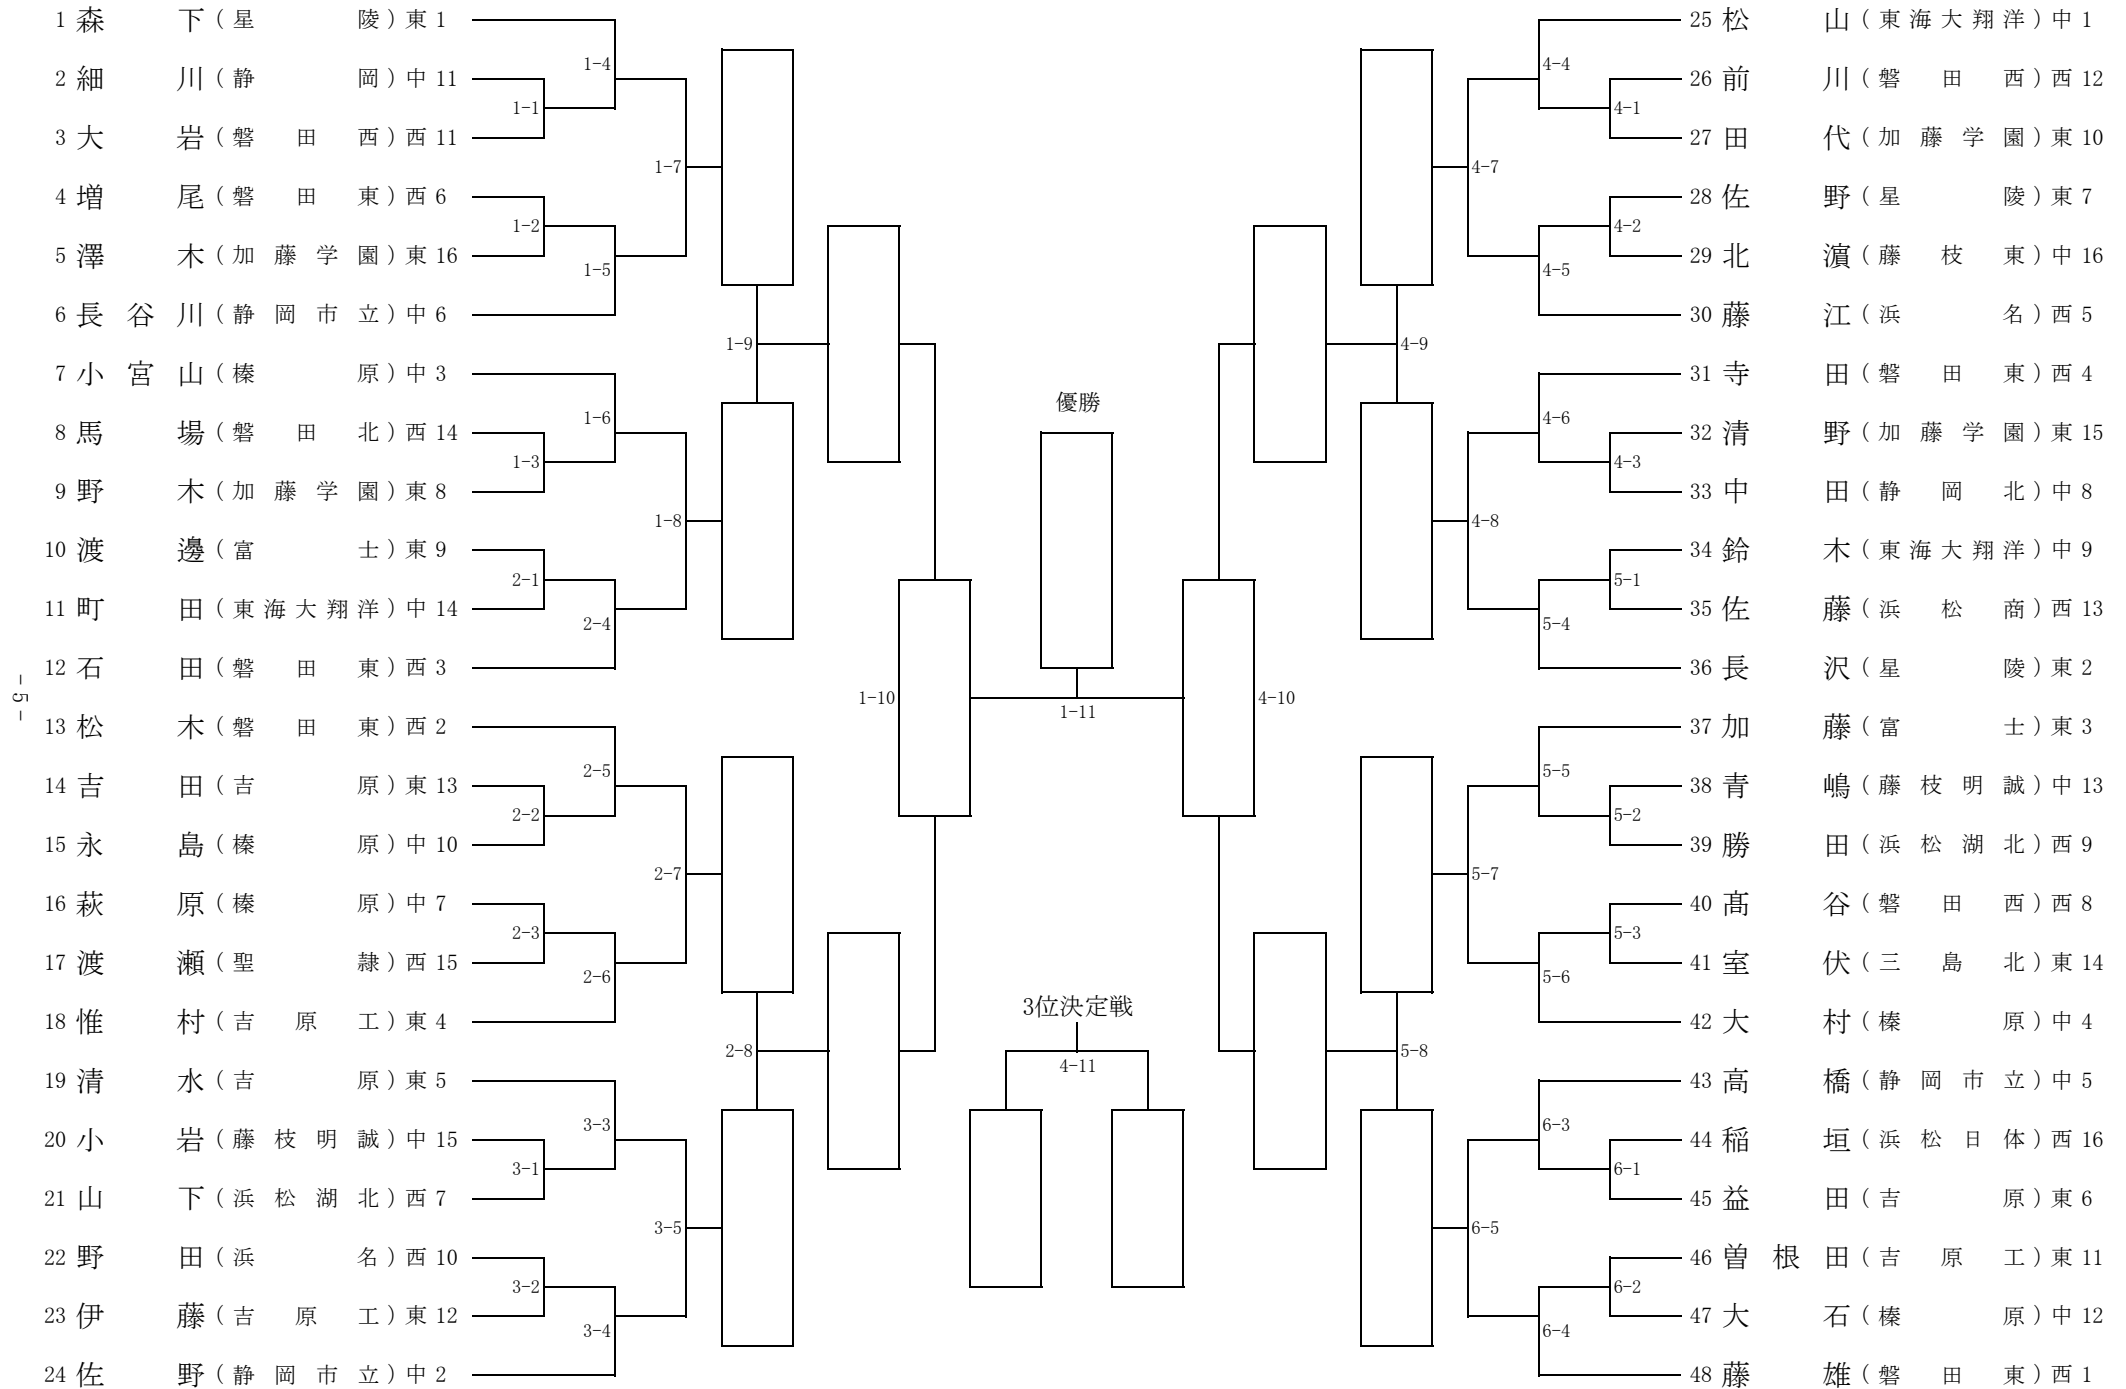 1 森下 (星陵) 東 1
2 細川 (静岡) 中 11
3 大岩 (磐田西) 西 11
4 増尾 (磐田東) 西 6
5 澤木 (加藤学園) 東 16
6 長谷川 (静岡市立) 中 6
7 小宮山 (榛原) 中 3
8 馬場 (磐田北) 西 14
9 野木 (加藤学園) 東 8
10 渡邊 (富士) 東 9
11 町田 (東海大翔洋) 中 14
12 石田 (磐田東) 西 3
13 松木 (磐田東) 西 2
14 吉田 (吉原) 東 13
15 永島 (榛原) 中 10
16 萩原 (榛原) 中 7
17 渡瀬 (聖隷) 西 15
18 惟村 (吉原工) 東 4
19 清水 (吉原) 東 5
20 小岩 (藤枝明誠) 中 15
21 山下 (浜松湖北) 西 7
22 野田 (浜名) 西 10
23 伊藤 (吉原工) 東 12
24 佐野 (静岡市立) 中 2
1-1
1-2
1-3
2-1
2-2
2-3
3-1
3-2
1-4
1-5
1-6
2-4
2-5
2-6
3-3
3-4
1-7
1-8
2-7
3-5
1-9
2-8
1-10
優勝
1-11
3位決定戦
4-11
4-10
4-9
5-8
4-7
4-8
5-7
6-5
4-4
4-5
4-6
5-4
5-5
5-6
6-3
6-4
4-1
4-2
4-3
5-1
5-2
5-3
6-1
6-2
25 松山 (東海大翔洋) 中 1
26 前川 (磐田西) 西 12
27 田代 (加藤学園) 東 10
28 佐野 (星陵) 東 7
29 北濵 (藤枝東) 中 16
30 藤江 (浜名) 西 5
31 寺田 (磐田東) 西 4
32 清野 (加藤学園) 東 15
33 中田 (静岡北) 中 8
34 鈴木 (東海大翔洋) 中 9
35 佐藤 (浜松商) 西 13
36 長沢 (星陵) 東 2
37 加藤 (富士) 東 3
38 青嶋 (藤枝明誠) 中 13
39 勝田 (浜松湖北) 西 9
40 髙谷 (磐田西) 西 8
41 室伏 (三島北) 東 14
42 大村 (榛原) 中 4
43 高橋 (静岡市立) 中 5
44 稲垣 (浜松日体) 西 16
45 益田 (吉原) 東 6
46 曽根田 (吉原工) 東 11
47 大石 (榛原) 中 12
48 藤雄 (磐田東) 西 1
- 5 -